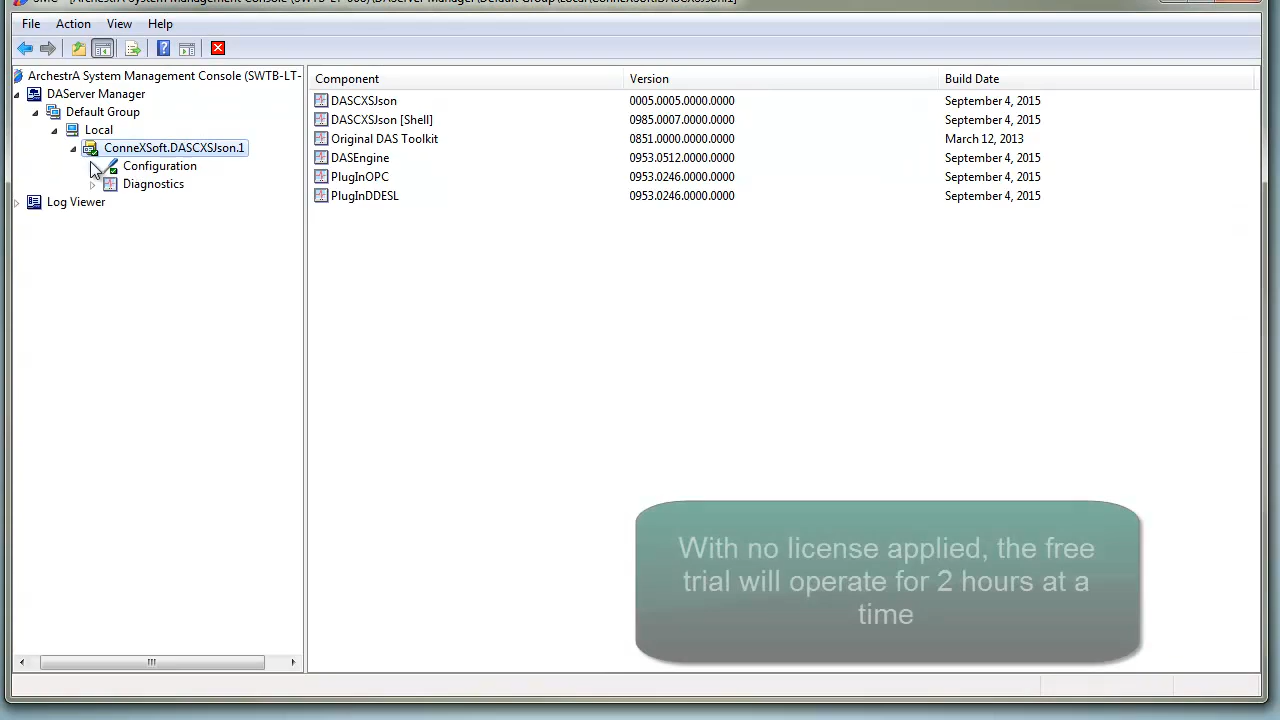 File Action View Help
ArchestrA System Management Console (SWTB-LT-
DAServer Manager
Default Group
Local
ConneXSoft.DASCXSJson.1
Configuration
Diagnostics
Log Viewer
Component Version Build Date
DASCXSJson 0005.0005.0000.0000 September 4, 2015
DASCXSJson [Shell] 0985.0007.0000.0000 September 4, 2015
Original DAS Toolkit 0851.0000.0000.0000 March 12, 2013
DASEngine 0953.0512.0000.0000 September 4, 2015
PlugInOPC 0953.0246.0000.0000 September 4, 2015
PlugInDDESL 0953.0246.0000.0000 September 4, 2015
With no license applied, the free
trial will operate for 2 hours at a
time